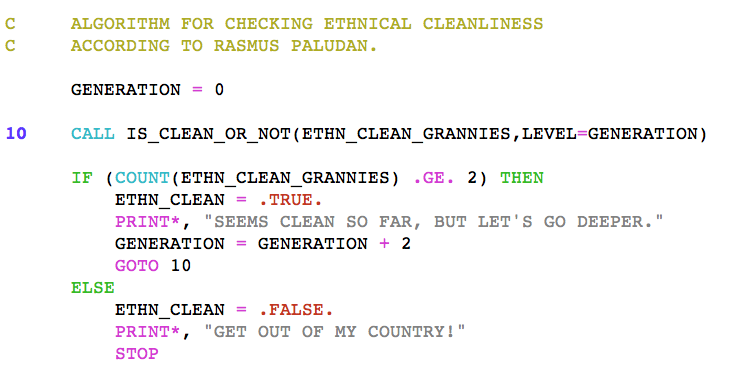 C ALGORITHM FOR CHECKING ETHNICAL CLEANLINESS
C ACCORDING TO RASMUS PALUDAN.
GENERATION = 0
10 CALL IS_CLEAN_OR_NOT(ETHN_CLEAN_GRANNIES,LEVEL=GENERATION)
IF (COUNT(ETHN_CLEAN_GRANNIES) .GE. 2) THEN
ETHN_CLEAN = .TRUE.
PRINT*, "SEEMS CLEAN SO FAR, BUT LET'S GO DEEPER."
GENERATION = GENERATION + 2
GOTO 10
ELSE
ETHN_CLEAN = .FALSE.
PRINT*, "GET OUT OF MY COUNTRY!"
STOP